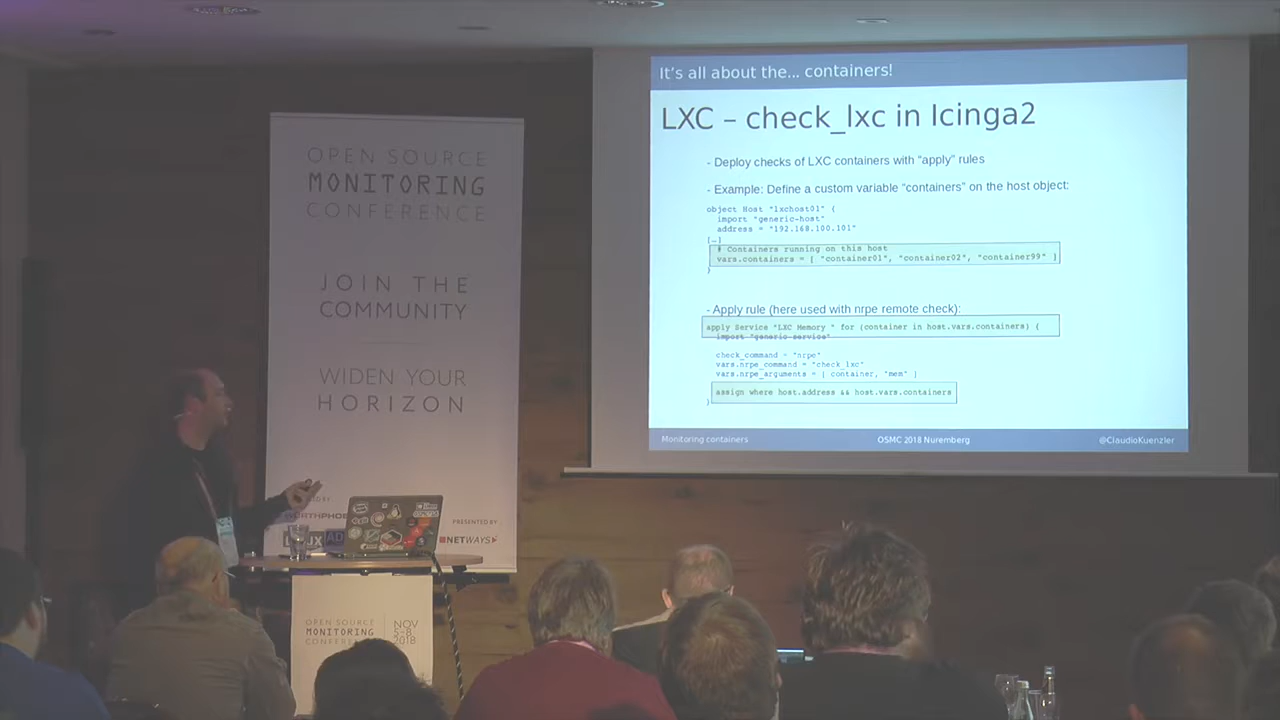 It's all about the... containers!
LXC – check_lxc in Icinga2
- Deploy checks of LXC containers with "apply" rules
- Example: Define a custom variable “containers” on the host object:
object Host "lxchost01" {
import "generic-host"
address = "192.168.100.101"
[…]
# Containers running on this host
vars.containers = [ "container01", "container02", "container99" ]
}
- Apply rule (here used with nrpe remote check):
apply Service "LXC Memory " for (container in host.vars.containers) {
import "generic-service"
check_command = "nrpe"
vars.nrpe_command = "check_lxc"
vars.nrpe_arguments = [ container, "mem" ]
assign where host.address && host.vars.containers
}
Monitoring containers
OSMC 2018 Nuremberg
@ClaudioKuenzler
OPEN SOURCE
MONITORING
CONFERENCE
JOIN THE
COMMUNITY
WIDEN YOUR
HORIZON
PRESENTED BY
NETWAYS
OPEN SOURCE
MONITORING
NOV
5–8
2018